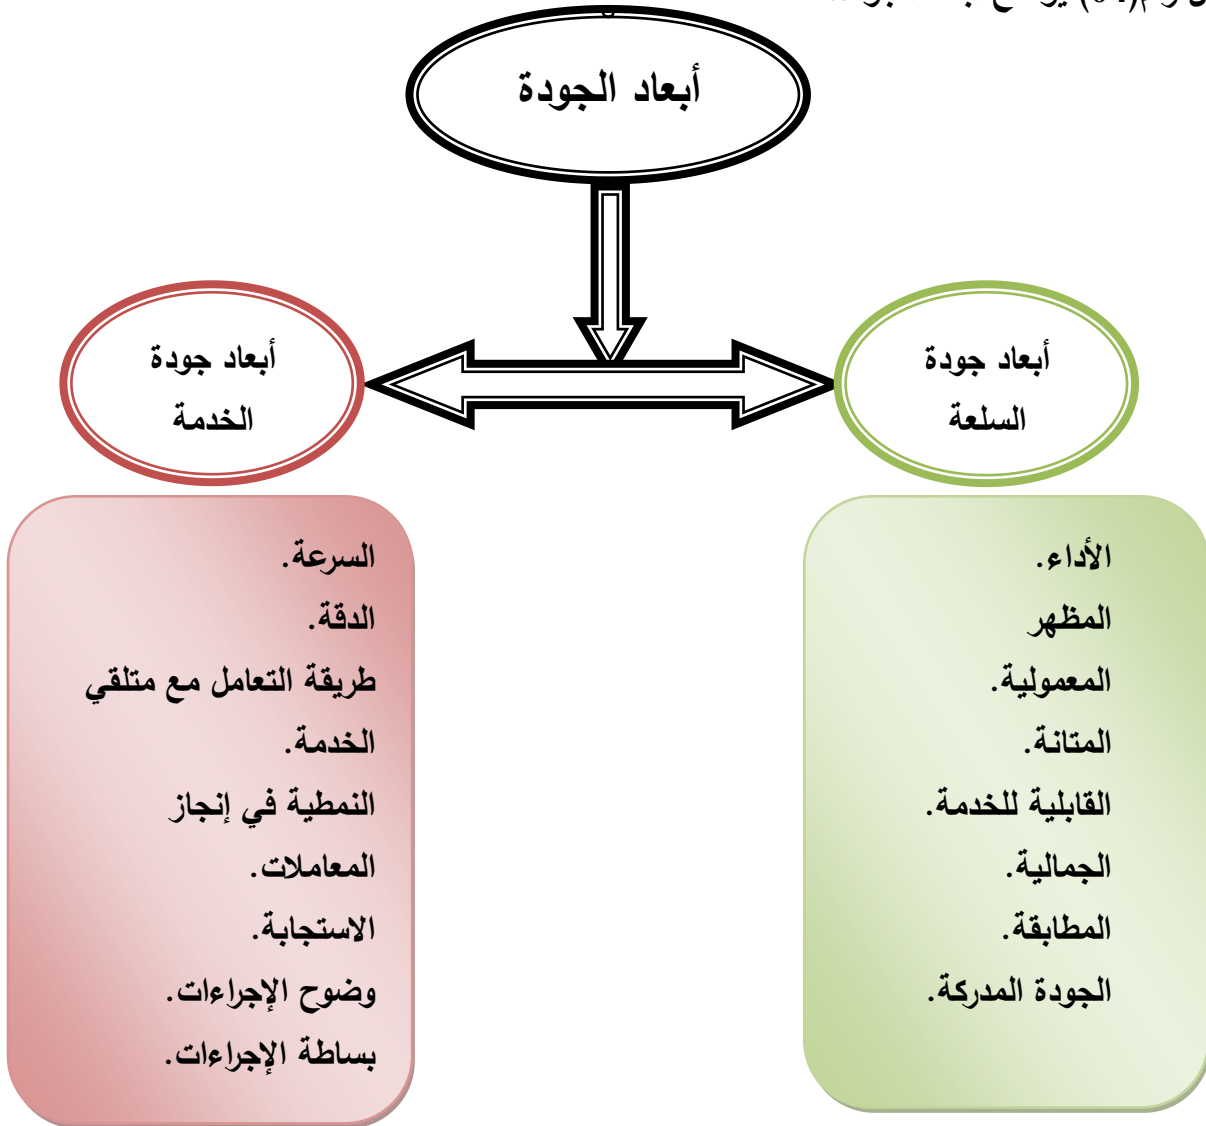 أبعاد الجودة
أبعاد جودة
السلعة
أبعاد جودة
الخدمة
الأداء.
المظهر
المعمولية.
المتانة.
القابلية للخدمة.
الجمالية.
المطابقة.
الجودة المدركة.
السرعة.
الدقة.
طريقة التعامل مع متلقي
الخدمة.
النمطية في إنجاز
المعاملات.
الاستجابة.
وضوح الإجراءات.
بساطة الإجراءات.